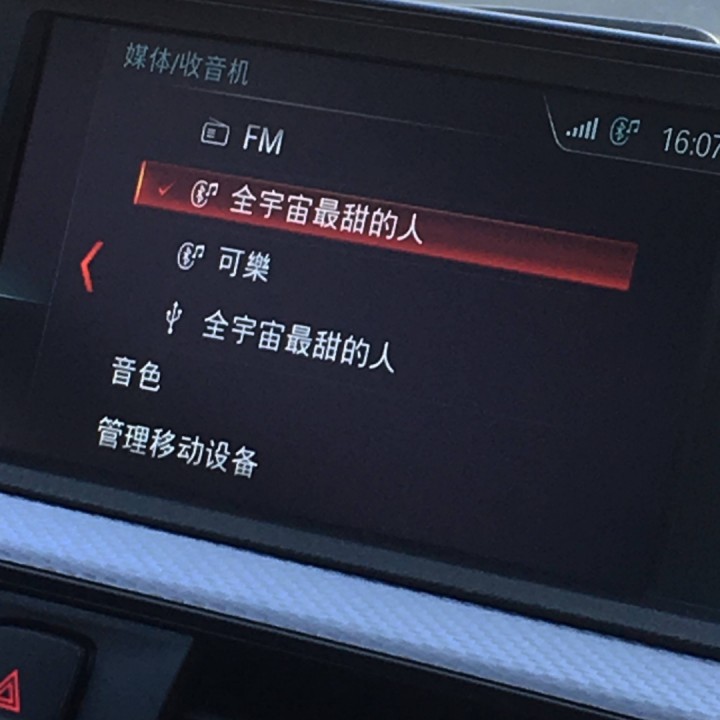 媒体/收音机
16:07
FM
全宇宙最甜的人
可樂
全宇宙最甜的人
音色
管理移动设备